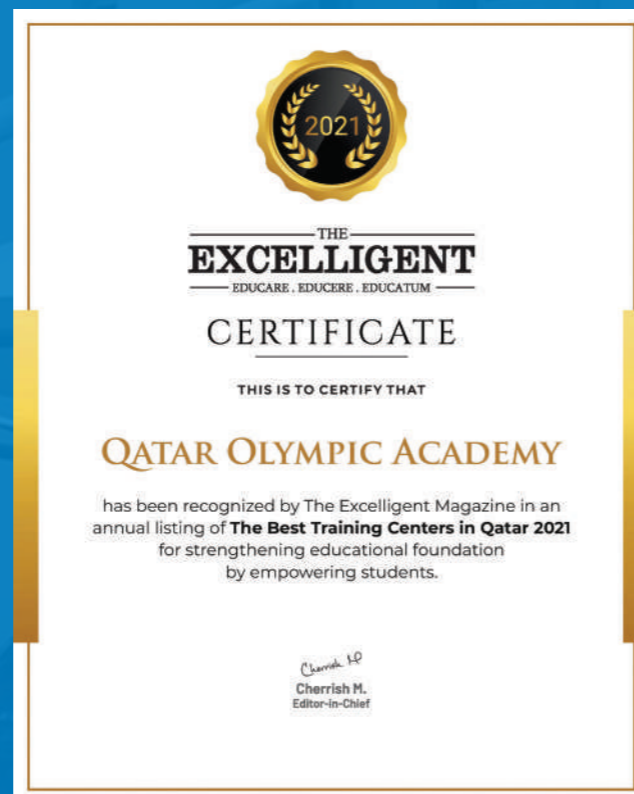 2021
THE
EXCELLIGENT
EDUCARE . EDUCERE . EDUCATUM
CERTIFICATE
THIS IS TO CERTIFY THAT
QATAR OLYMPIC ACADEMY
has been recognized by The Excelligent Magazine in an
annual listing of The Best Training Centers in Qatar 2021
for strengthening educational foundation
by empowering students.
Cherrish M
Cherrish M.
Editor-in-Chief